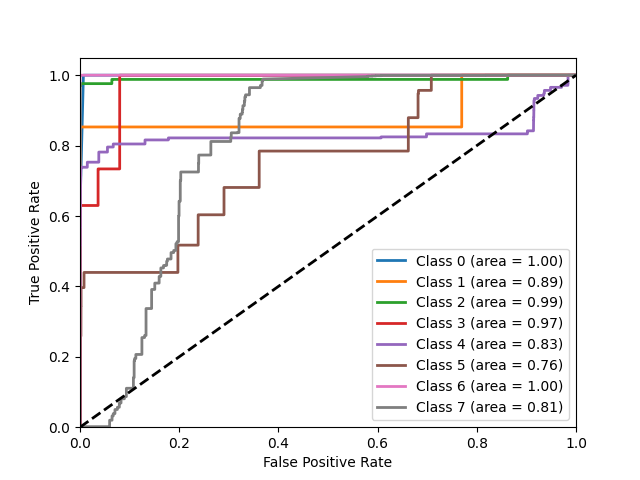 1.0
0.8
0.6
0.4
0.2
0.0
True Positive Rate
Class 0 (area = 1.00)
Class 1 (area = 0.89)
Class 2 (area = 0.99)
Class 3 (area = 0.97)
Class 4 (area = 0.83)
Class 5 (area = 0.76)
Class 6 (area = 1.00)
Class 7 (area = 0.81)
0.0 0.2 0.4 0.6 0.8 1.0
False Positive Rate